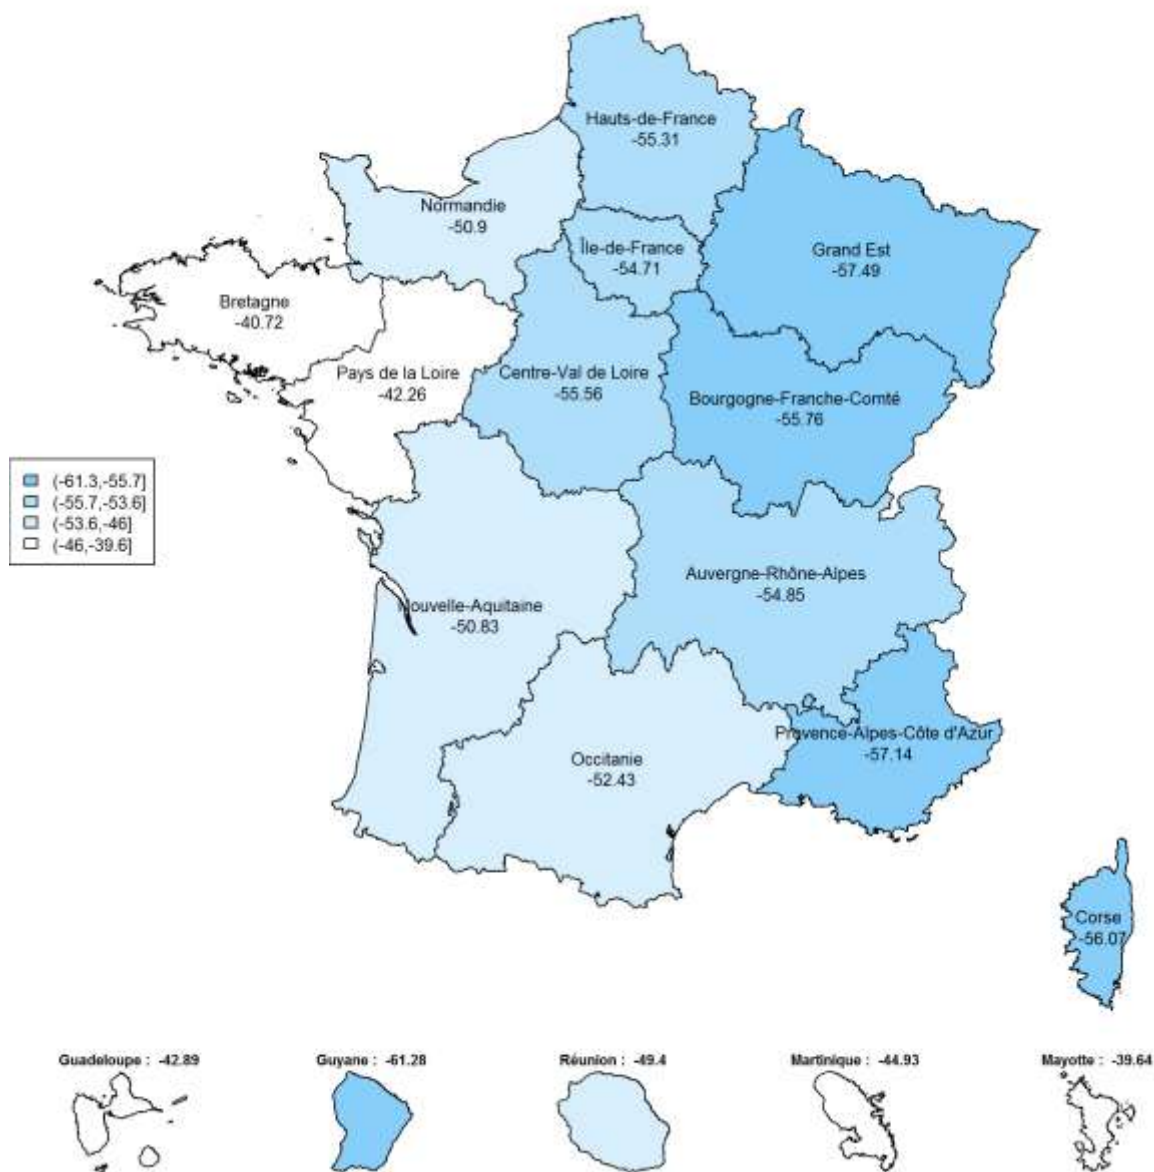 Hauts-de-France
-55.31
Normandie
-50.9
Île-de-France
-54.71
Grand Est
-57.49
Bretagne
-40.72
Pays de la Loire
-42.26
Centre-Val de Loire
-55.56
Bourgogne-Franche-Comté
-55.76
(-61.3,-55.7]
(-55.7,-53.6]
(-53.6,-46]
(-46,-39.6]
Auvergne-Rhône-Alpes
-54.85
Nouvelle-Aquitaine
-50.83
Provence-Alpes-Côte d'Azur
-57.14
Occitanie
-52.43
Corse
-56.07
Guadeloupe : -42.89
Guyane : -61.28
Réunion : -49.4
Martinique : -44.93
Mayotte : -39.64